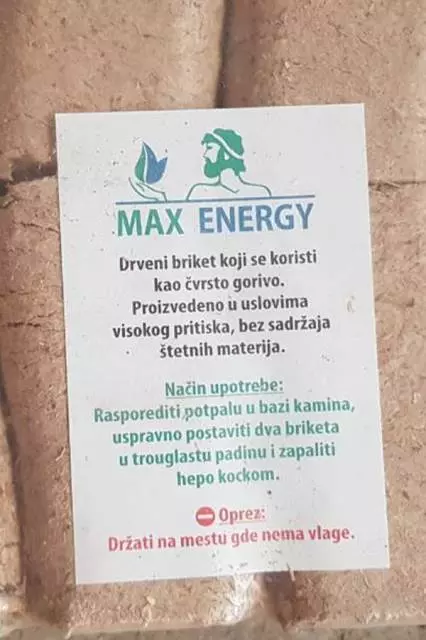 MAX ENERGY
Drveni briket koji se koristi
kao čvrsto gorivo.
Proizvedeno u uslovima
visokog pritiska, bez sadržaja
štetnih materija.
Način upotrebe:
Rasporediti potpalu u bazi kamina,
uspravno postaviti dva briketa
u trouglastu padinu i zapaliti
hepo kockom.
Oprez:
Držati na mestu gde nema vlage.